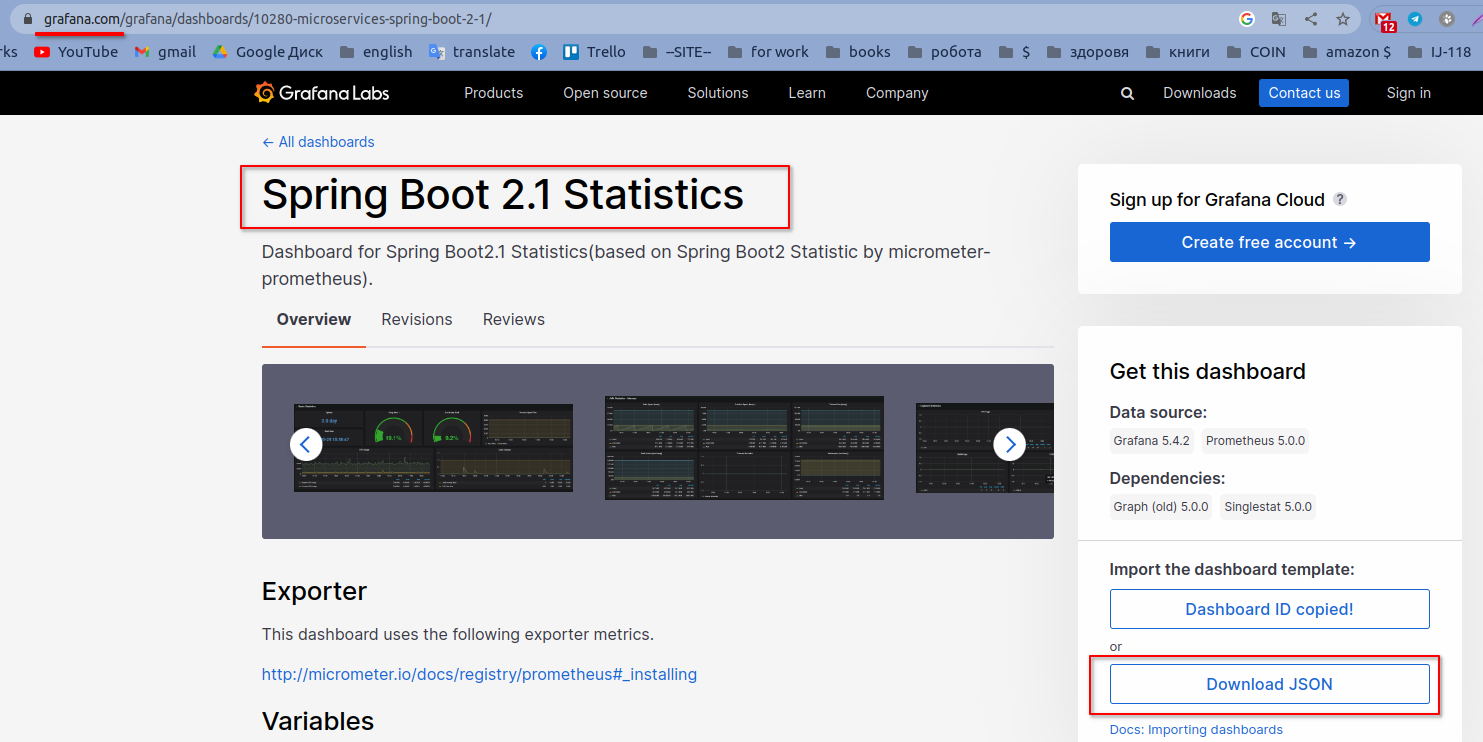 grafana.com/grafana/dashboards/10280-microservices-spring-boot-2-1/
12
rks YouTube gmail Google Диск english translate Trello --SITE-- for work books робота $ здоровя книги COIN amazon $ IJ-118
Grafana Labs Products Open source Solutions Learn Company Downloads Contact us Sign in
← All dashboards
Spring Boot 2.1 Statistics
Dashboard for Spring Boot2.1 Statistics(based on Spring Boot2 Statistic by micrometer-
prometheus).
Overview Revisions Reviews
Exporter
This dashboard uses the following exporter metrics.
http://micrometer.io/docs/registry/prometheus#_installing
Variables
Sign up for Grafana Cloud ?
Create free account →
Get this dashboard
Data source:
Grafana 5.4.2 Prometheus 5.0.0
Dependencies:
Graph (old) 5.0.0 Singlestat 5.0.0
Import the dashboard template:
Dashboard ID copied!
or
Download JSON
Docs: Importing dashboards